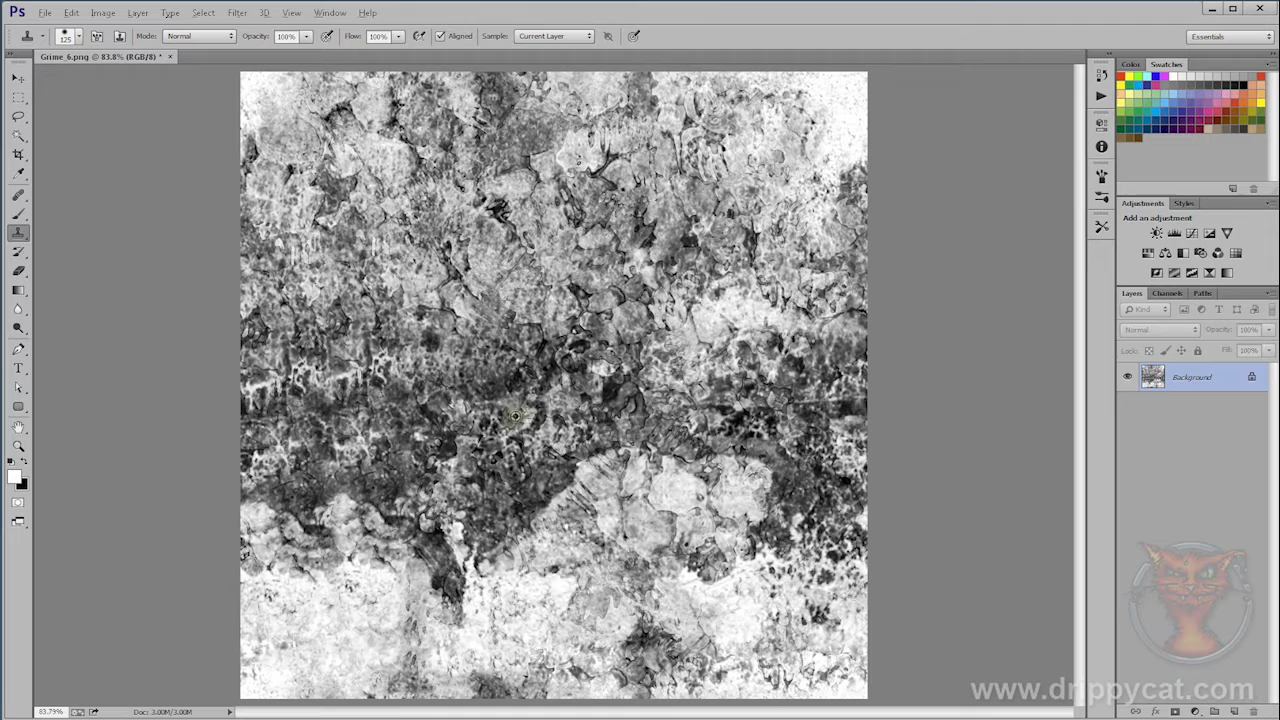 Ps File Edit Image Layer Type Select Filter 3D View Window Help
125 Mode: Normal Opacity: 100% Flow: 100% Aligned Sample: Current Layer Essentials
Grime_6.png @ 83.8% (RGB/8) * ×
Color Swatches
Adjustments Styles
Add an adjustment
Layers Channels Paths
Kind
Normal Opacity: 100%
Lock: Fill: 100%
Background
www.drippycat.com
83.79% Doc: 3.00M/3.00M